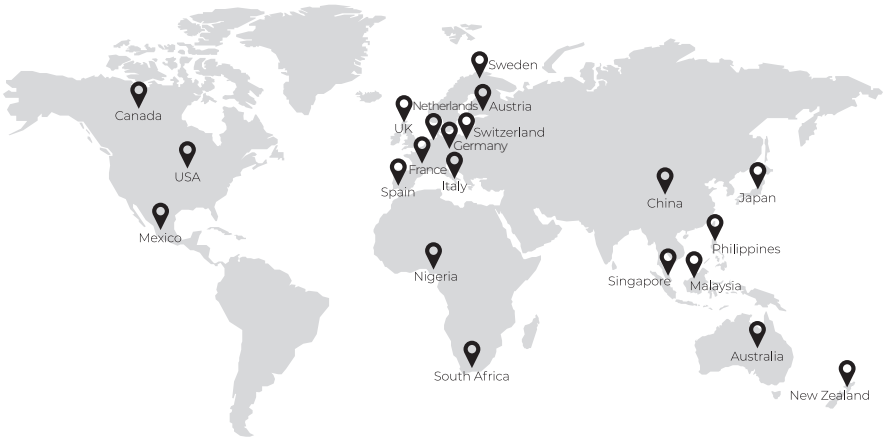 Sweden
Canada
Netherlands
Austria
UK
Switzerland
Germany
France
USA
Italy
Spain
China
Japan
Mexico
Philippines
Nigeria
Singapore
Malaysia
Australia
South Africa
New Zealand